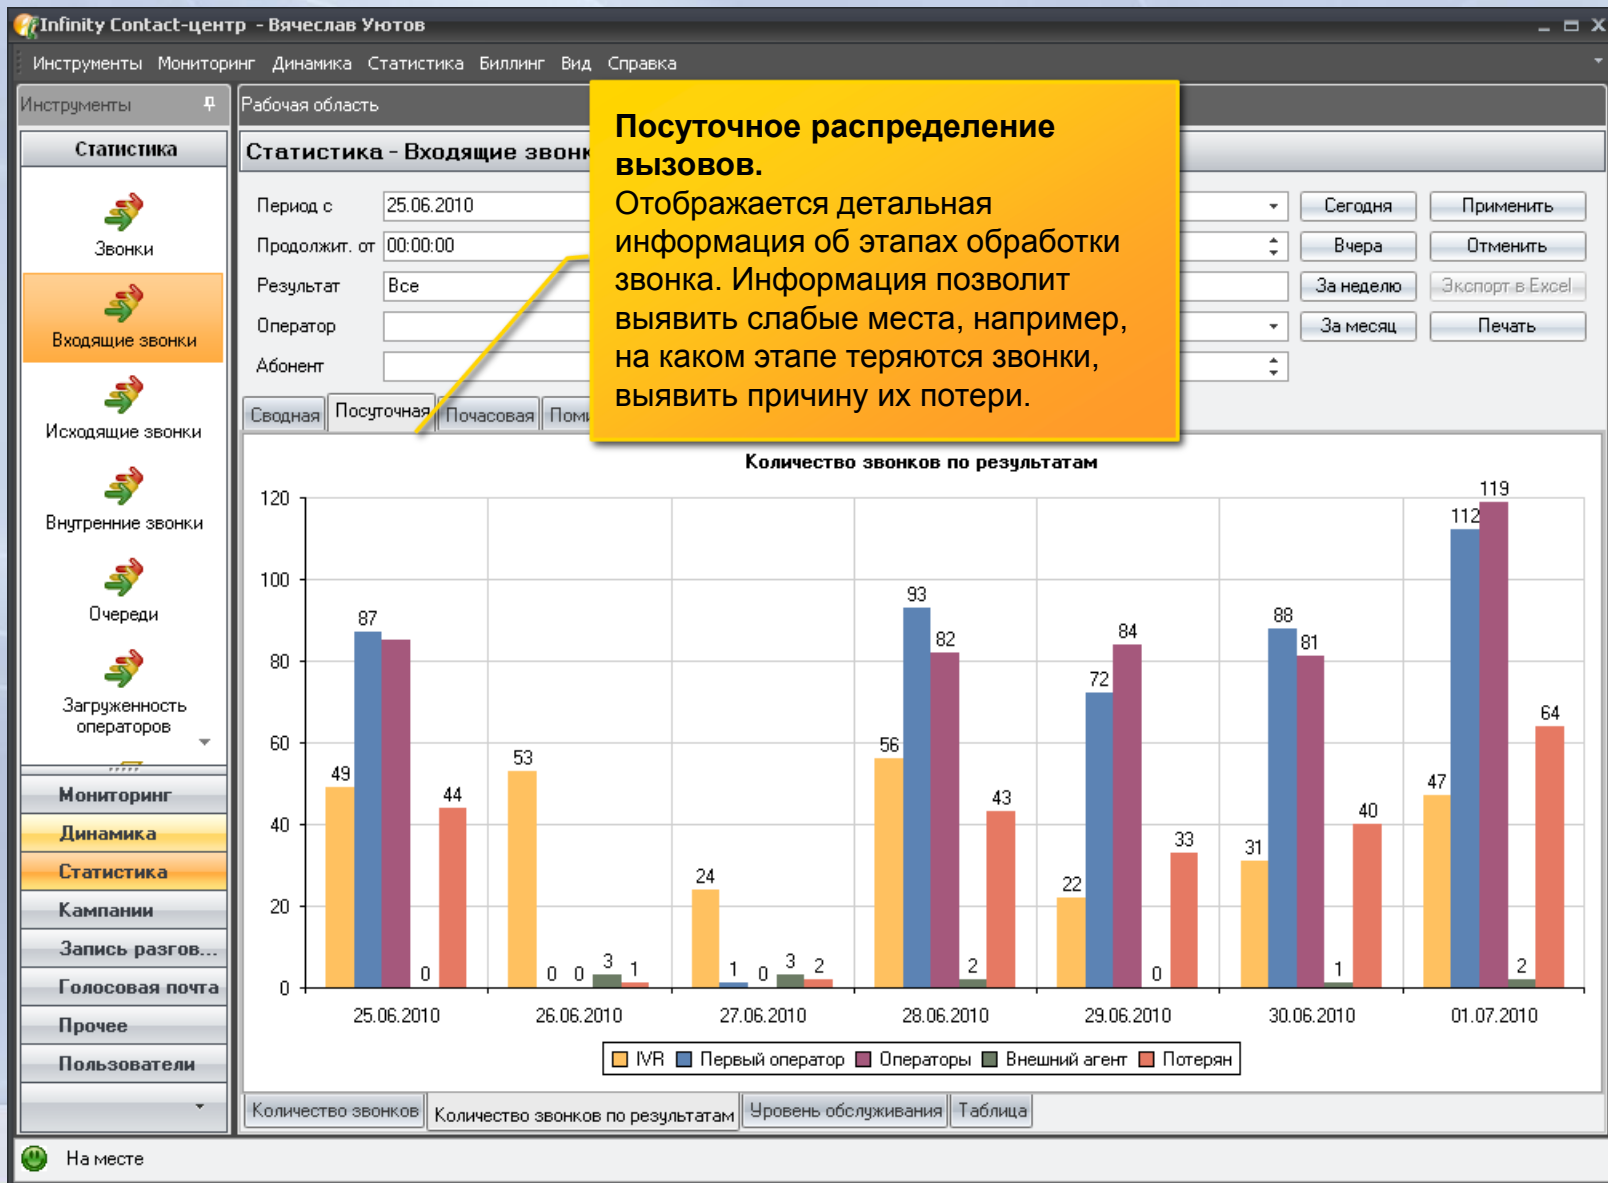 Infinity Contact-центр - Вячеслав Уютов
Инструменты Мониторинг Динамика Статистика Биллинг Вид Справка
Инструменты
Рабочая область
Статистика
Звонки
Входящие звонки
Исходящие звонки
Внутренние звонки
Очереди
Загруженность
операторов
Мониторинг
Динамика
Статистика
Кампании
Запись разгов...
Голосовая почта
Прочее
Пользователи
Статистика - Входящие звонк
Посуточное распределение
вызовов.
Отображается детальная
информация об этапах обработки
звонка. Информация позволит
выявить слабые места, например,
на каком этапе теряются звонки,
выявить причину их потери.
Период с 25.06.2010 Сегодня Применить
Продолжит. от 00:00:00 Вчера Отменить
Результат Все За неделю Экспорт в Excel
Оператор За месяц Печать
Абонент
Сводная Посуточная Почасовая Поми
Количество звонков по результатам
120
100
80
60
40
20
0
49 87 0 44
53 0 0 3 1
24 1 0 3 2
56 93 82 2 43
22 72 84 0 33
31 88 81 1 40
47 112 119 2 64
25.06.2010 26.06.2010 27.06.2010 28.06.2010 29.06.2010 30.06.2010 01.07.2010
IVR Первый оператор Операторы Внешний агент Потерян
Количество звонков Количество звонков по результатам Уровень обслуживания Таблица
На месте